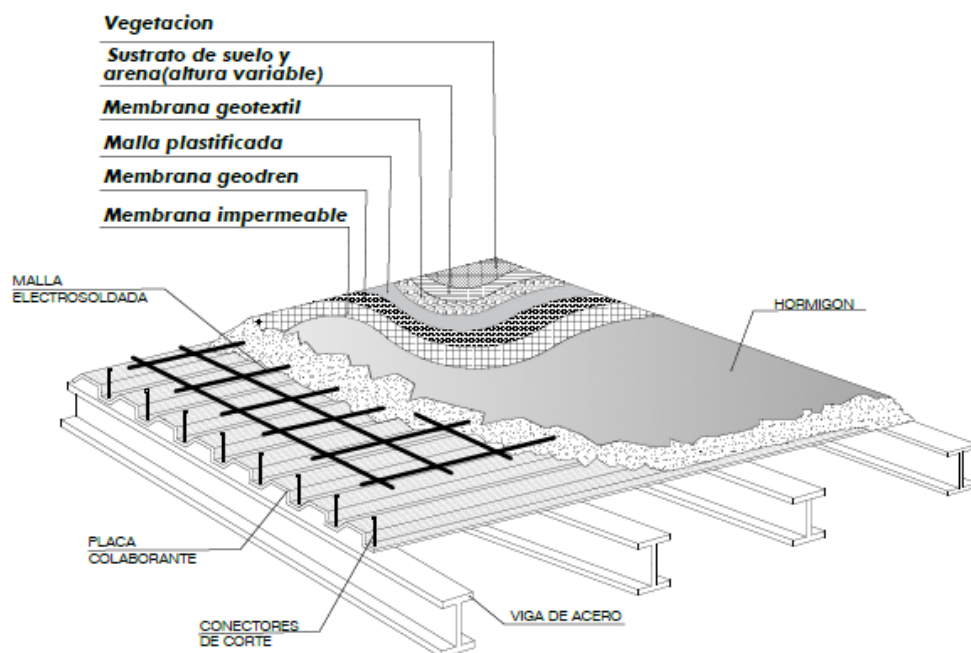 Vegetacion
Sustrato de suelo y
arena(altura variable)
Membrana geotextil
Malla plastificada
Membrana geodren
Membrana impermeable
MALLA
ELECTROSOLDADA
HORMIGON
PLACA
COLABORANTE
CONECTORES
DE CORTE
VIGA DE ACERO